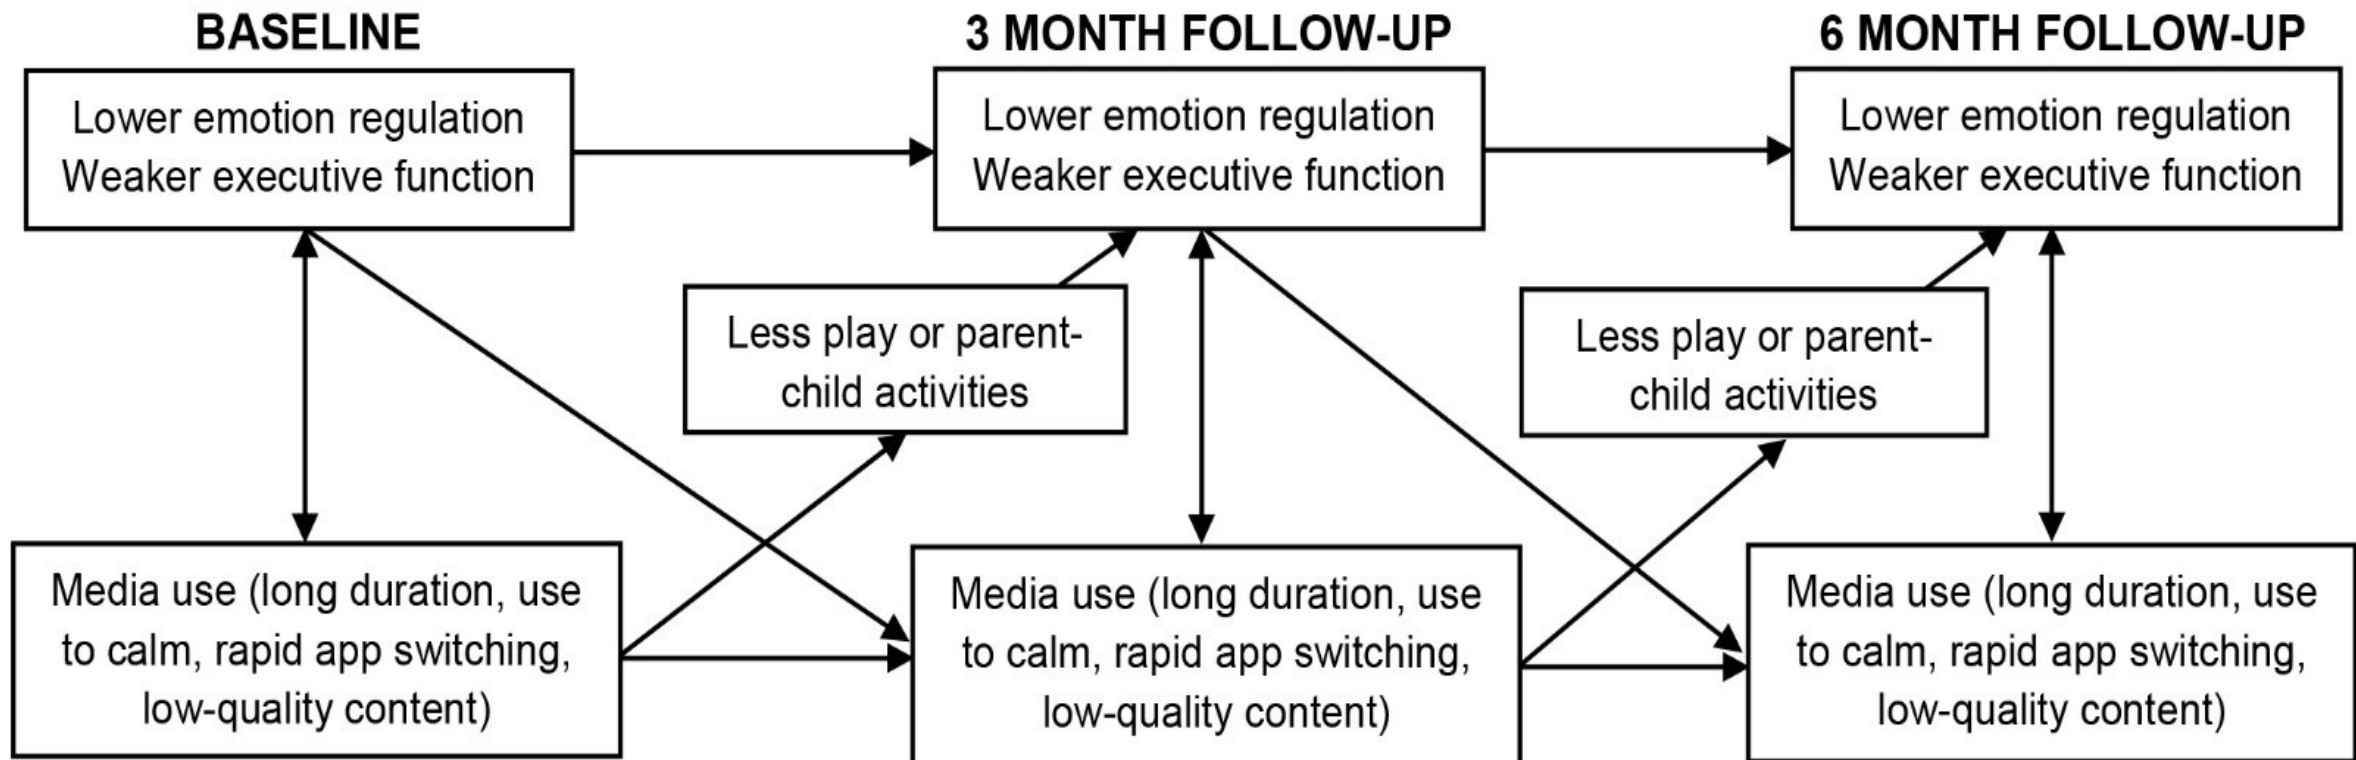 BASELINE
3 MONTH FOLLOW-UP
6 MONTH FOLLOW-UP
Lower emotion regulation
Weaker executive function
Lower emotion regulation
Weaker executive function
Lower emotion regulation
Weaker executive function
Less play or parent-
child activities
Less play or parent-
child activities
Media use (long duration, use
to calm, rapid app switching,
low-quality content)
Media use (long duration, use
to calm, rapid app switching,
low-quality content)
Media use (long duration, use
to calm, rapid app switching,
low-quality content)